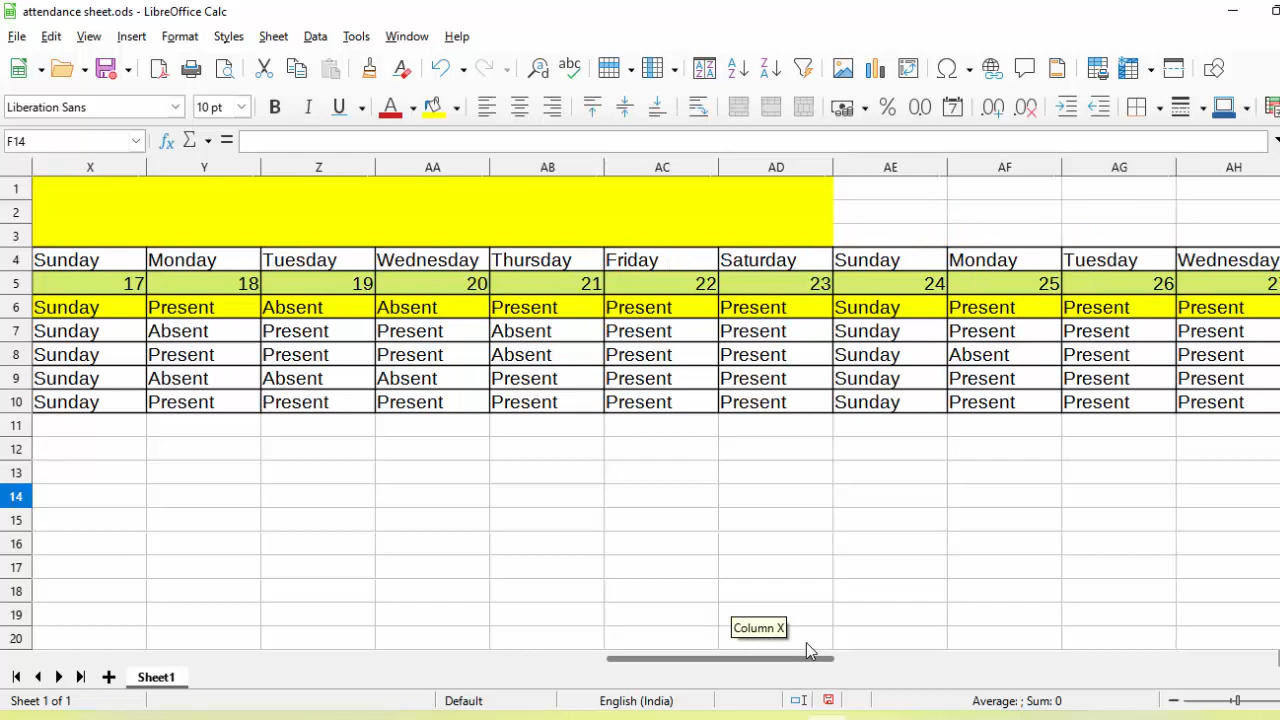 attendance sheet.ods - LibreOffice Calc
File Edit View Insert Format Styles Sheet Data Tools Window Help
Liberation Sans 10 pt
F14
X Y Z AA AB AC AD AE AF AG AH
1
2
3
4 Sunday Monday Tuesday Wednesday Thursday Friday Saturday Sunday Monday Tuesday Wednesday
5 17 18 19 20 21 22 23 24 25 26
6 Sunday Present Absent Absent Present Present Present Sunday Present Present Present
7 Sunday Absent Present Present Absent Present Present Sunday Present Present Present
8 Sunday Present Present Present Absent Present Present Sunday Absent Present Present
9 Sunday Absent Absent Absent Present Present Present Sunday Present Present Present
10 Sunday Present Present Present Present Present Present Sunday Present Present Present
11
12
13
14
15
16
17
18
19
20
Column X
Sheet1
Sheet 1 of 1 Default English (India) Average: ; Sum: 0